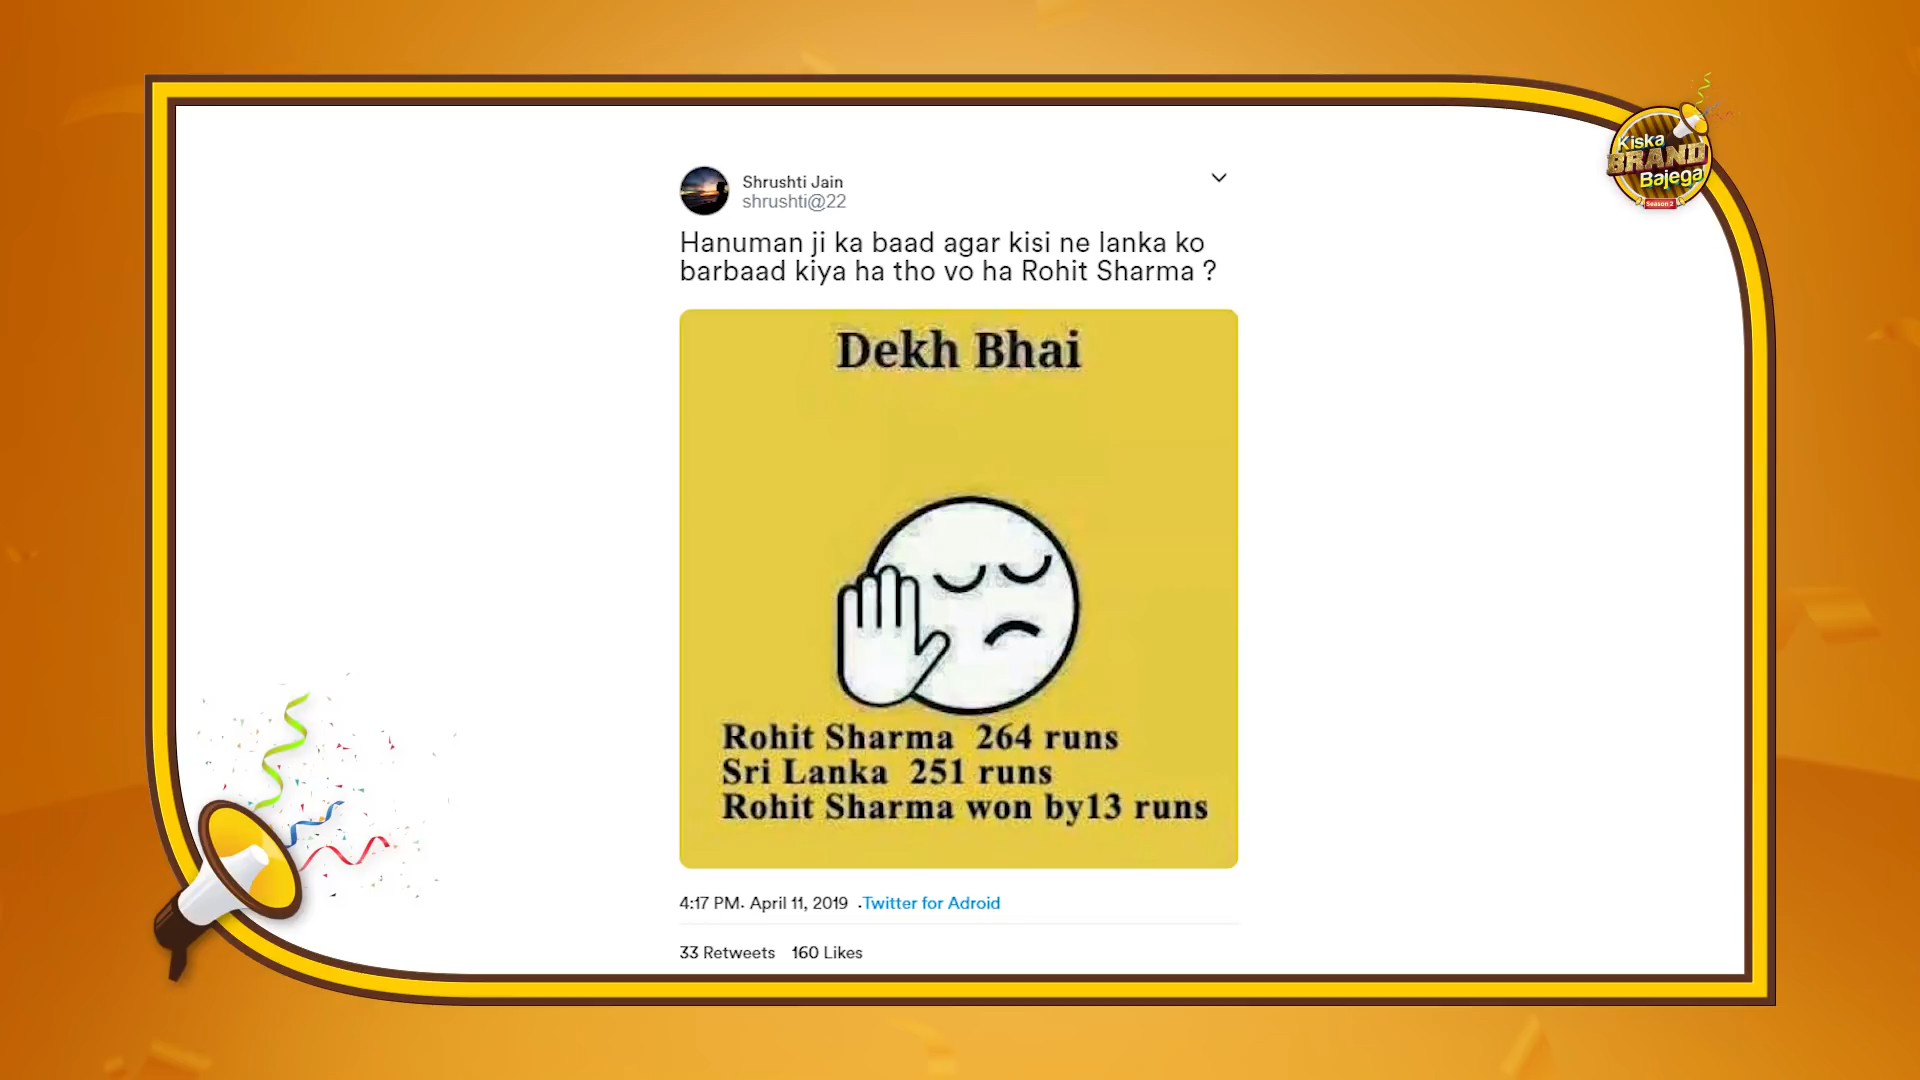 Kiska
BRAND
Bajega
Season 2
Shrushti Jain
shrushti@22
Hanuman ji ka baad agar kisi ne lanka ko
barbaad kiya ha tho vo ha Rohit Sharma ?
Dekh Bhai
Rohit Sharma 264 runs
Sri Lanka 251 runs
Rohit Sharma won by13 runs
4:17 PM. April 11, 2019 .Twitter for Adroid
33 Retweets 160 Likes